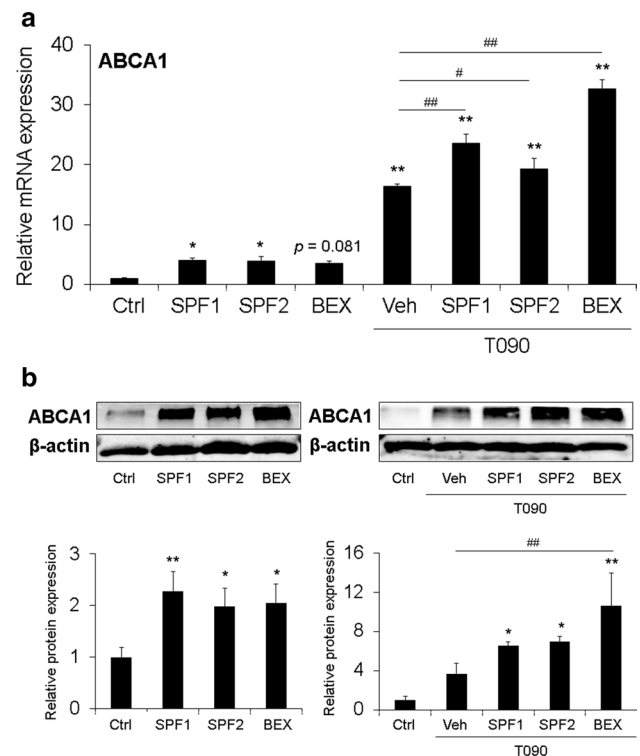 a
ABCA1
Relative mRNA expression
40
30
20
10
0
##
#
##
* * p = 0.081 ** ** ** **
Ctrl SPF1 SPF2 BEX Veh SPF1 SPF2 BEX
T090
b
ABCA1
β-actin
Ctrl SPF1 SPF2 BEX
ABCA1
β-actin
Ctrl Veh SPF1 SPF2 BEX
T090
Relative protein expression
3
2
1
0
** * *
Ctrl SPF1 SPF2 BEX
Relative protein expression
16
12
8
4
0
##
* * **
Ctrl Veh SPF1 SPF2 BEX
T090